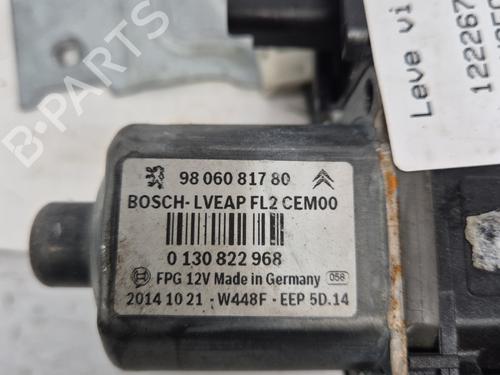 B-PARTS
Leve vi
122267
98 060 817 80
BOSCH- LVEAP FL2 CEM00
0 130 822 968
FPG 12V Made in Germany 058
2014 10 21 - W448F - EEP 5D.14